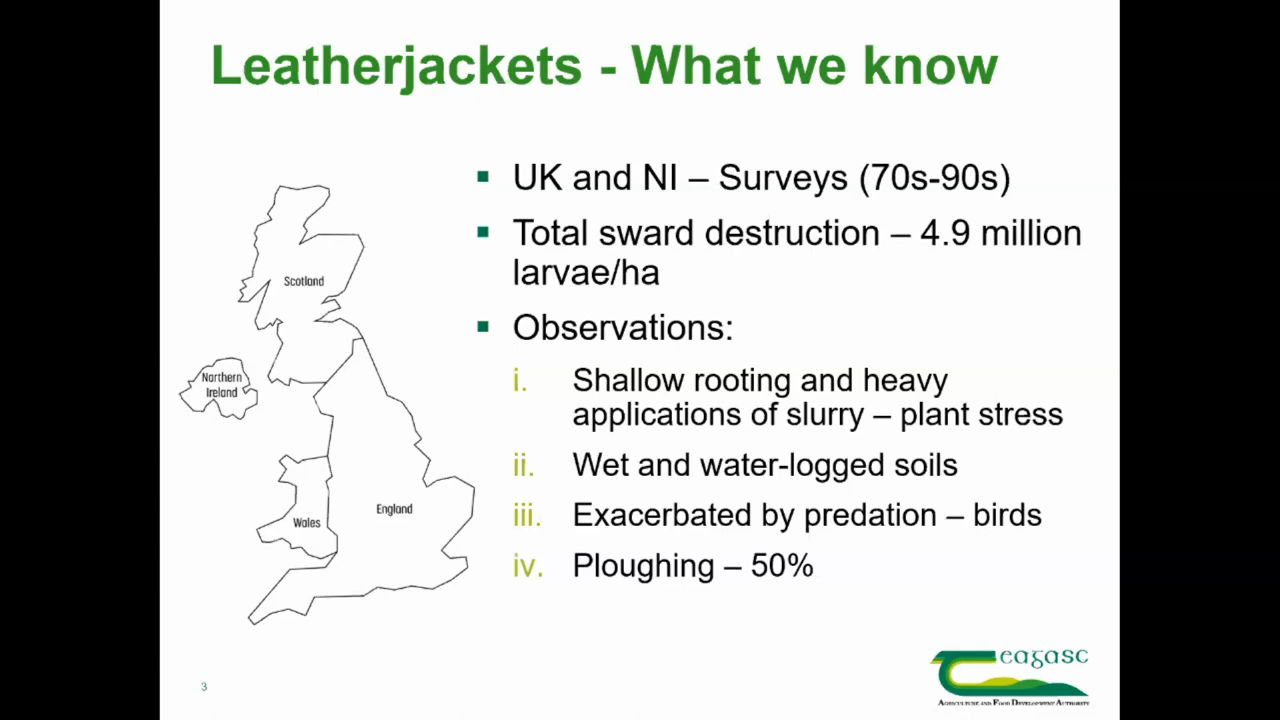 Leatherjackets - What we know
▪ UK and NI – Surveys (70s-90s)
▪ Total sward destruction – 4.9 million
larvae/ha
▪ Observations:
i. Shallow rooting and heavy
applications of slurry – plant stress
ii. Wet and water-logged soils
iii. Exacerbated by predation – birds
iv. Ploughing – 50%
Scotland
Northern
Ireland
Wales
England
3
Teagasc
Agriculture and Food Development Authority